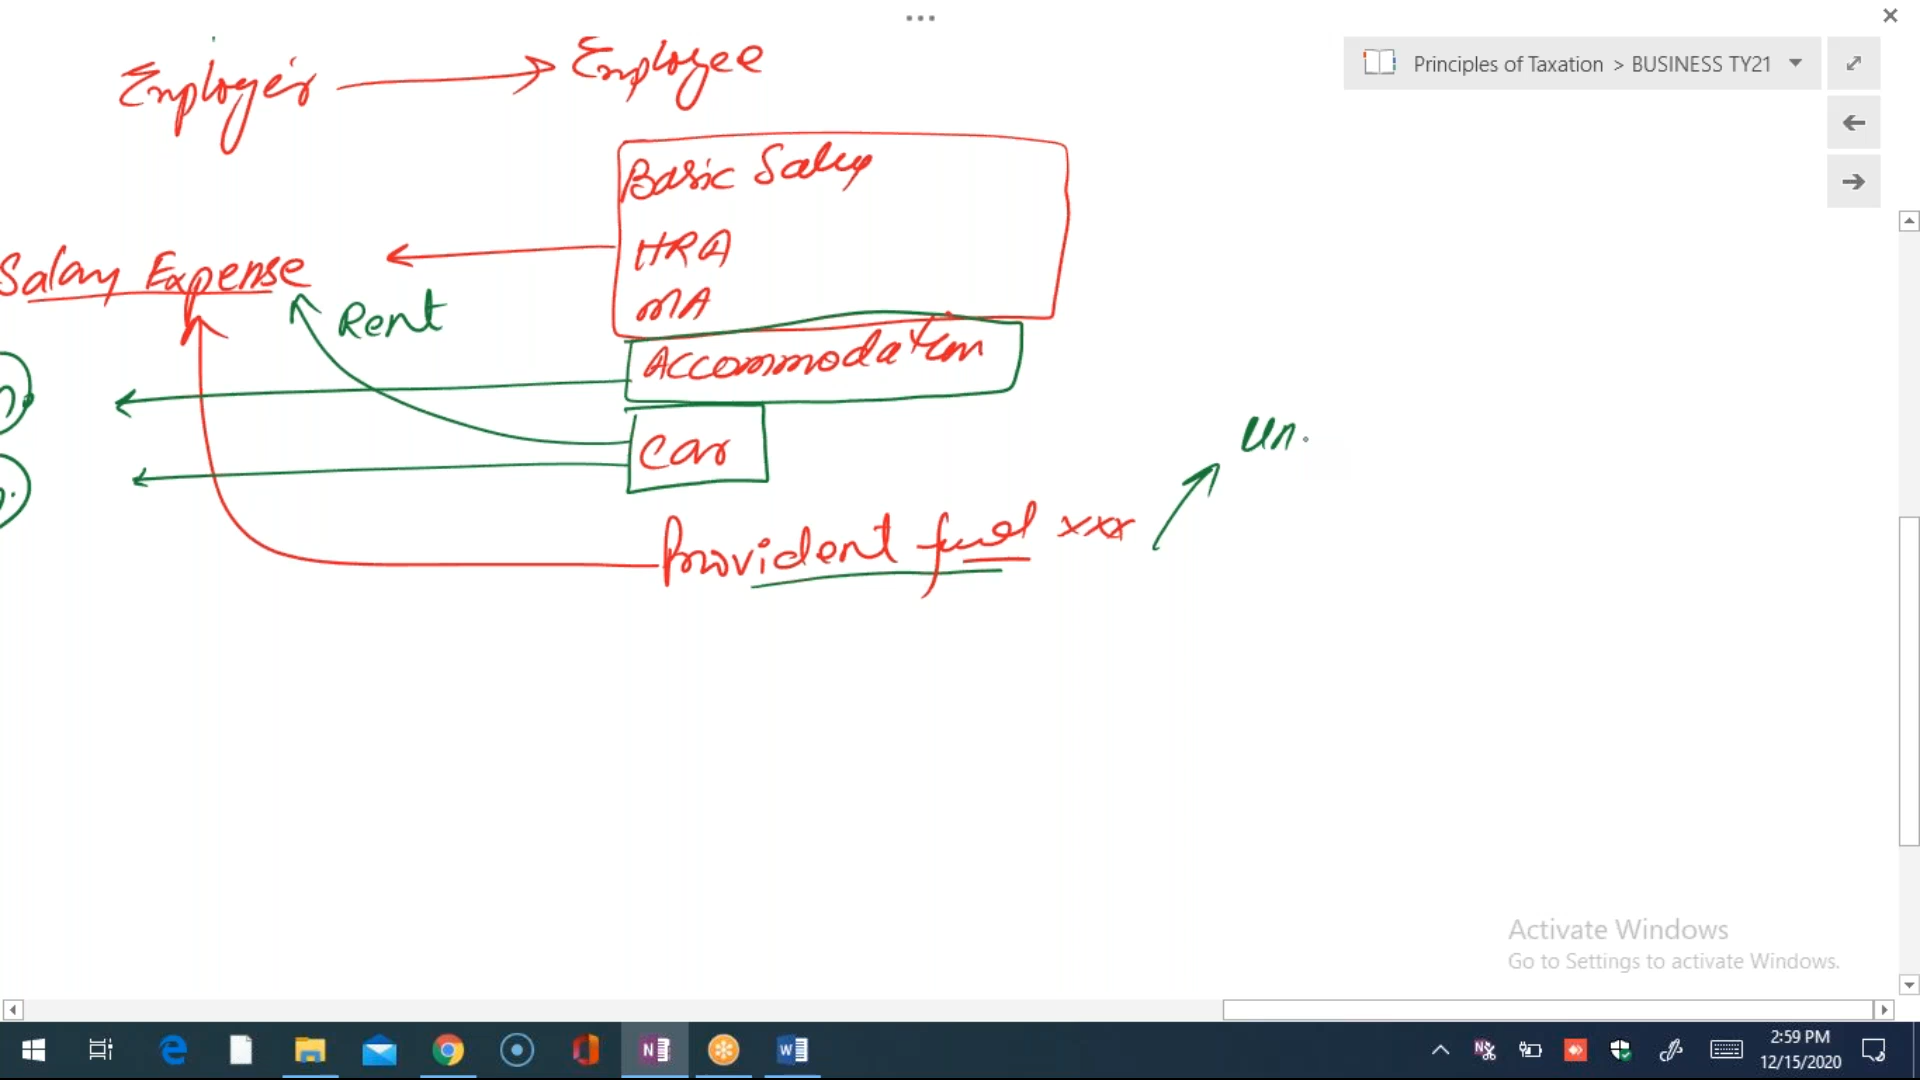 Employer → Employee
Principles of Taxation > BUSINESS TY21
Basic Salary
HRA
Salary Expense
MA
Rent
Accommodation
Car
Un.
Provident fund xxx
Activate Windows
Go to Settings to activate Windows.
2:59 PM
12/15/2020